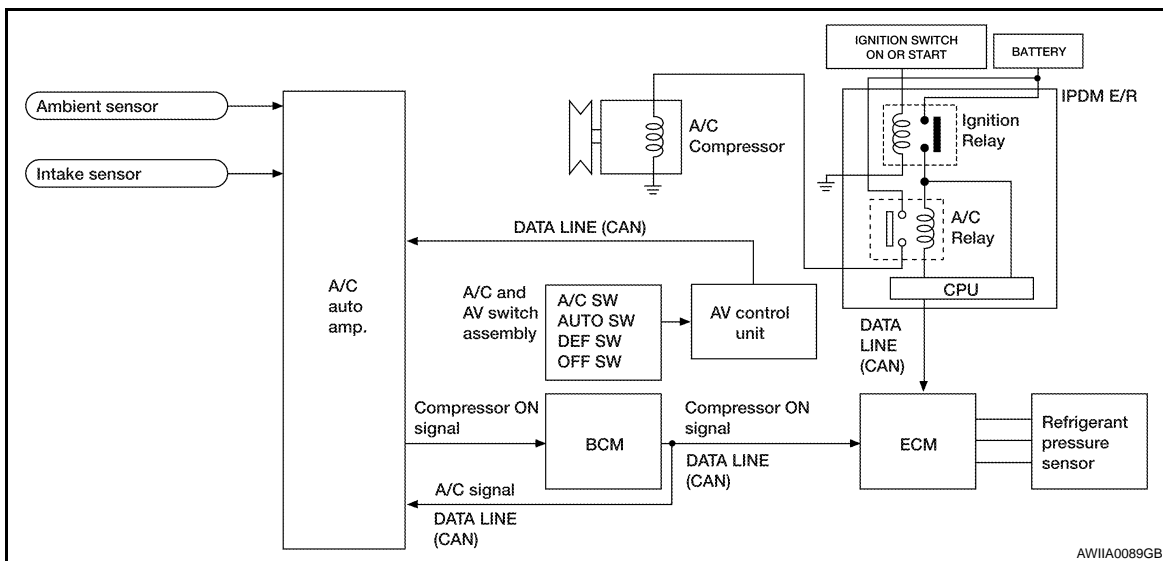 IGNITION SWITCH
ON OR START
BATTERY
IPDM E/R
Ambient sensor
Ignition
Relay
A/C
Compressor
Intake sensor
A/C
Relay
DATA LINE (CAN)
CPU
A/C
auto
amp.
A/C and
AV switch
assembly
A/C SW
AUTO SW
DEF SW
OFF SW
AV control
unit
DATA
LINE
(CAN)
Compressor ON
signal
BCM
Compressor ON
signal
DATA LINE
(CAN)
ECM
Refrigerant
pressure
sensor
A/C signal
DATA LINE
(CAN)
AWIIA0089GB